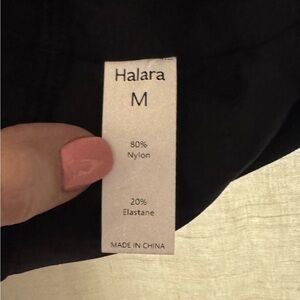 Halara
M
80%
Nylon
20%
Elastane
MADE IN CHINA